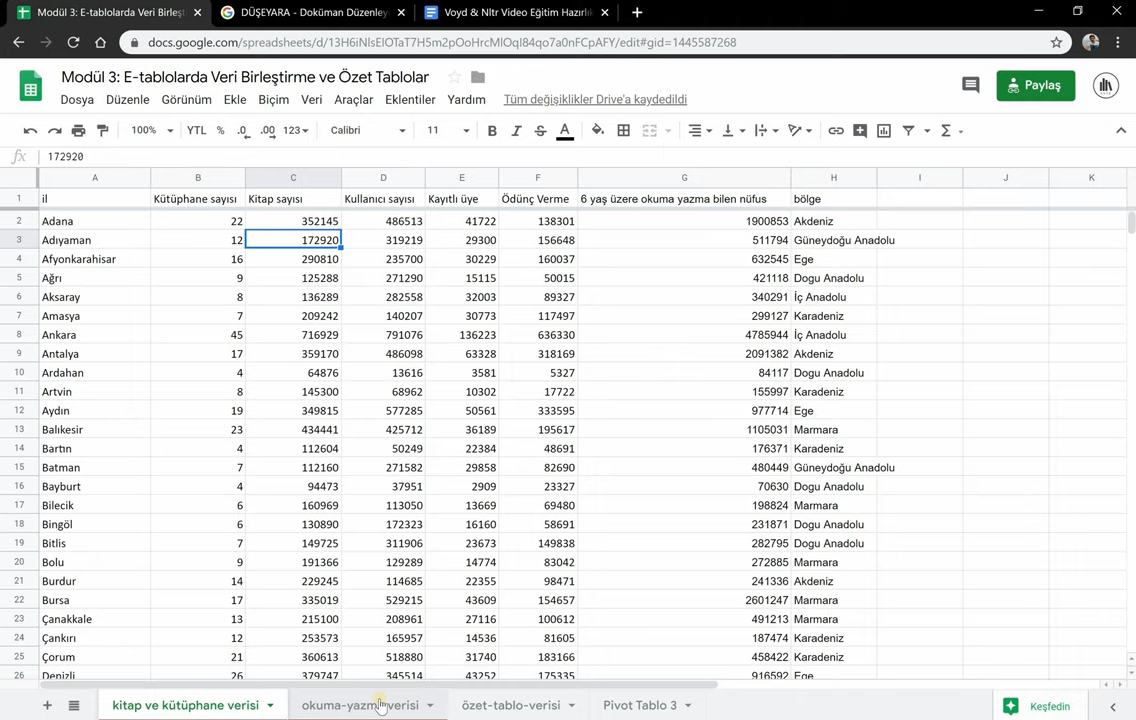 Modül 3: E-tablolarda Veri Birleşt
DÜŞEYARA - Doküman Düzenley
Voyd & Nltr Video Eğitim Hazırlık
docs.google.com/spreadsheets/d/13H6iNlsEIOTaT7H5m2pOoHrcMlOql84qo7a0nFCpAFY/edit#gid=1445587268
Modül 3: E-tablolarda Veri Birleştirme ve Özet Tablolar
Paylaş
Dosya Düzenle Görünüm Ekle Biçim Veri Araçlar Eklentiler Yardım Tüm değişiklikler Drive'a kaydedildi
100% YTL % .0 .00 123 Calibri 11 B I S A Σ
fx 172920
A B C D E F G H I J K
1 il Kütüphane sayısı Kitap sayısı Kullanıcı sayısı Kayıtlı üye Ödünç Verme 6 yaş üzere okuma yazma bilen nüfus bölge
2 Adana 22 352145 486513 41722 138301 1900853 Akdeniz
3 Adıyaman 12 172920 319219 29300 156648 511794 Güneydoğu Anadolu
4 Afyonkarahisar 16 290810 235700 30229 160037 632545 Ege
5 Ağrı 9 125288 271290 15115 50015 421118 Dogu Anadolu
6 Aksaray 8 136289 282558 32003 89327 340291 İç Anadolu
7 Amasya 7 209242 140207 30773 117497 299127 Karadeniz
8 Ankara 45 716929 791076 136223 636330 4785944 İç Anadolu
9 Antalya 17 359170 486098 63328 318169 2091382 Akdeniz
10 Ardahan 4 64876 13616 3581 5327 84117 Dogu Anadolu
11 Artvin 8 145300 68962 10302 17722 155997 Karadeniz
12 Aydın 19 349815 577285 50561 333595 977714 Ege
13 Balıkesir 23 434441 425712 36189 195617 1105031 Marmara
14 Bartın 4 112604 50249 22384 48691 176371 Karadeniz
15 Batman 7 112160 271582 29858 82690 480449 Güneydoğu Anadolu
16 Bayburt 4 94473 37951 2909 23327 70630 Dogu Anadolu
17 Bilecik 6 160969 113050 13669 69480 198824 Marmara
18 Bingöl 6 130890 172323 16160 58691 231871 Dogu Anadolu
19 Bitlis 7 149725 311906 23673 149838 282795 Dogu Anadolu
20 Bolu 9 191366 129289 14774 83042 272885 Marmara
21 Burdur 14 229245 114685 22355 98471 241336 Akdeniz
22 Bursa 17 335019 529215 43609 154657 2601247 Marmara
23 Çanakkale 13 215100 208961 27116 100612 491213 Marmara
24 Çankırı 12 253573 165957 14536 81605 187474 Karadeniz
25 Çorum 21 360613 518880 31740 183166 458422 Karadeniz
26 Denizli 26 379747 345514 43252 175335 916592 Ege
kitap ve kütüphane verisi okuma-yazma-verisi özet-tablo-verisi Pivot Tablo 3 Keşfedin